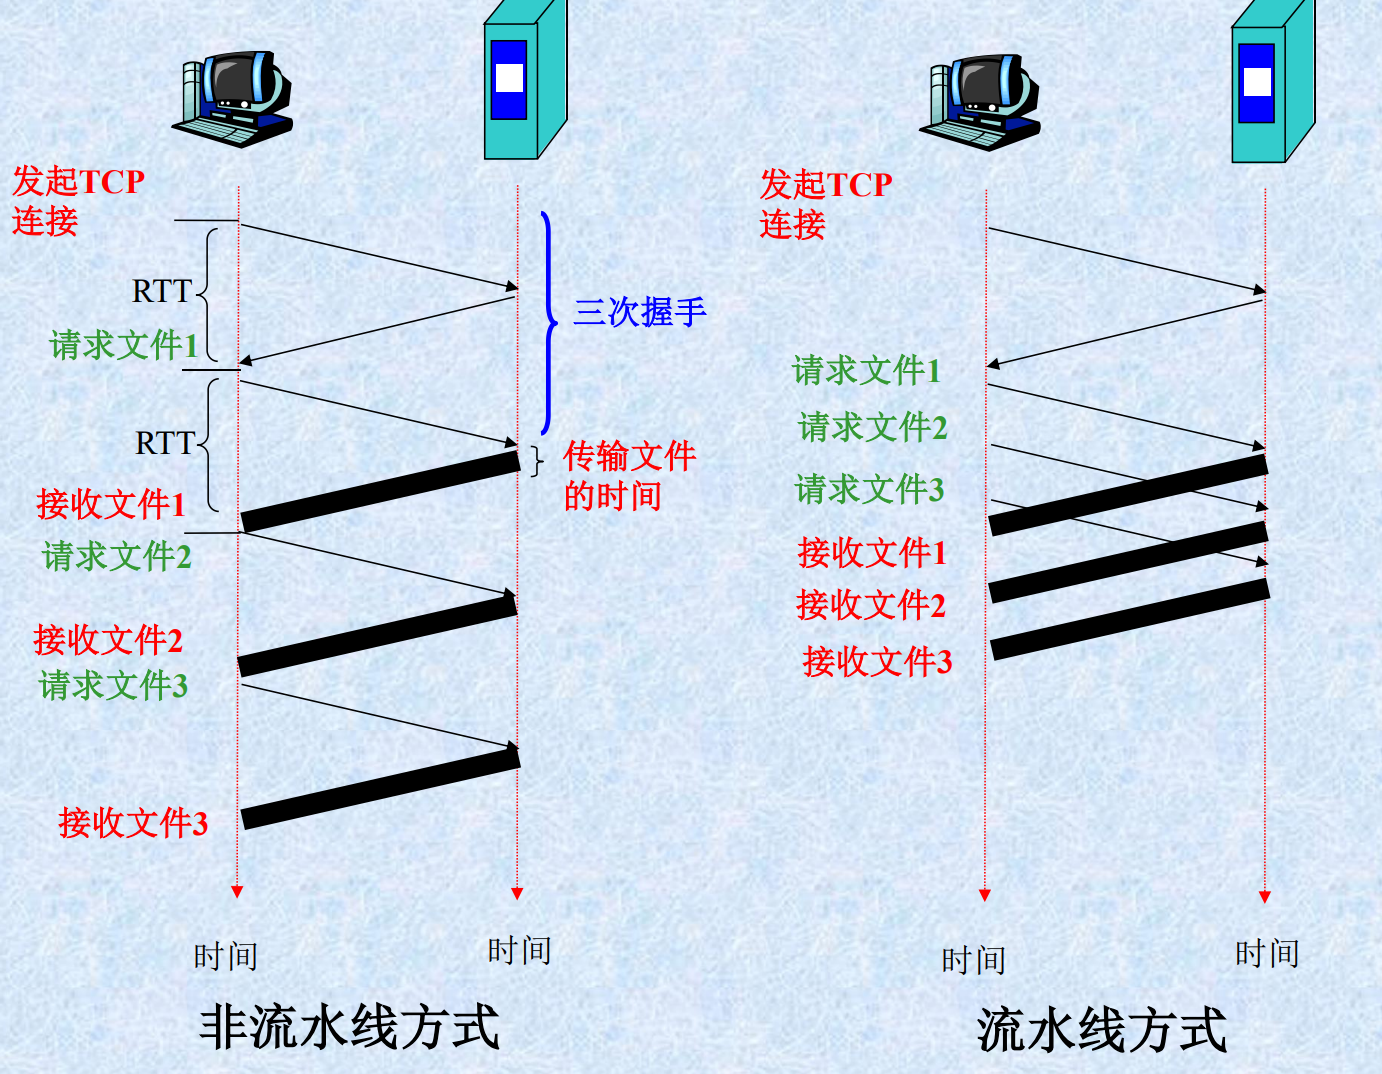 发起TCP
连接
RTT
三次握手
请求文件1
RTT
传输文件
的时间
接收文件1
请求文件2
接收文件2
请求文件3
接收文件3
时间
时间
非流水线方式
发起TCP
连接
请求文件1
请求文件2
请求文件3
接收文件1
接收文件2
接收文件3
时间
时间
流水线方式